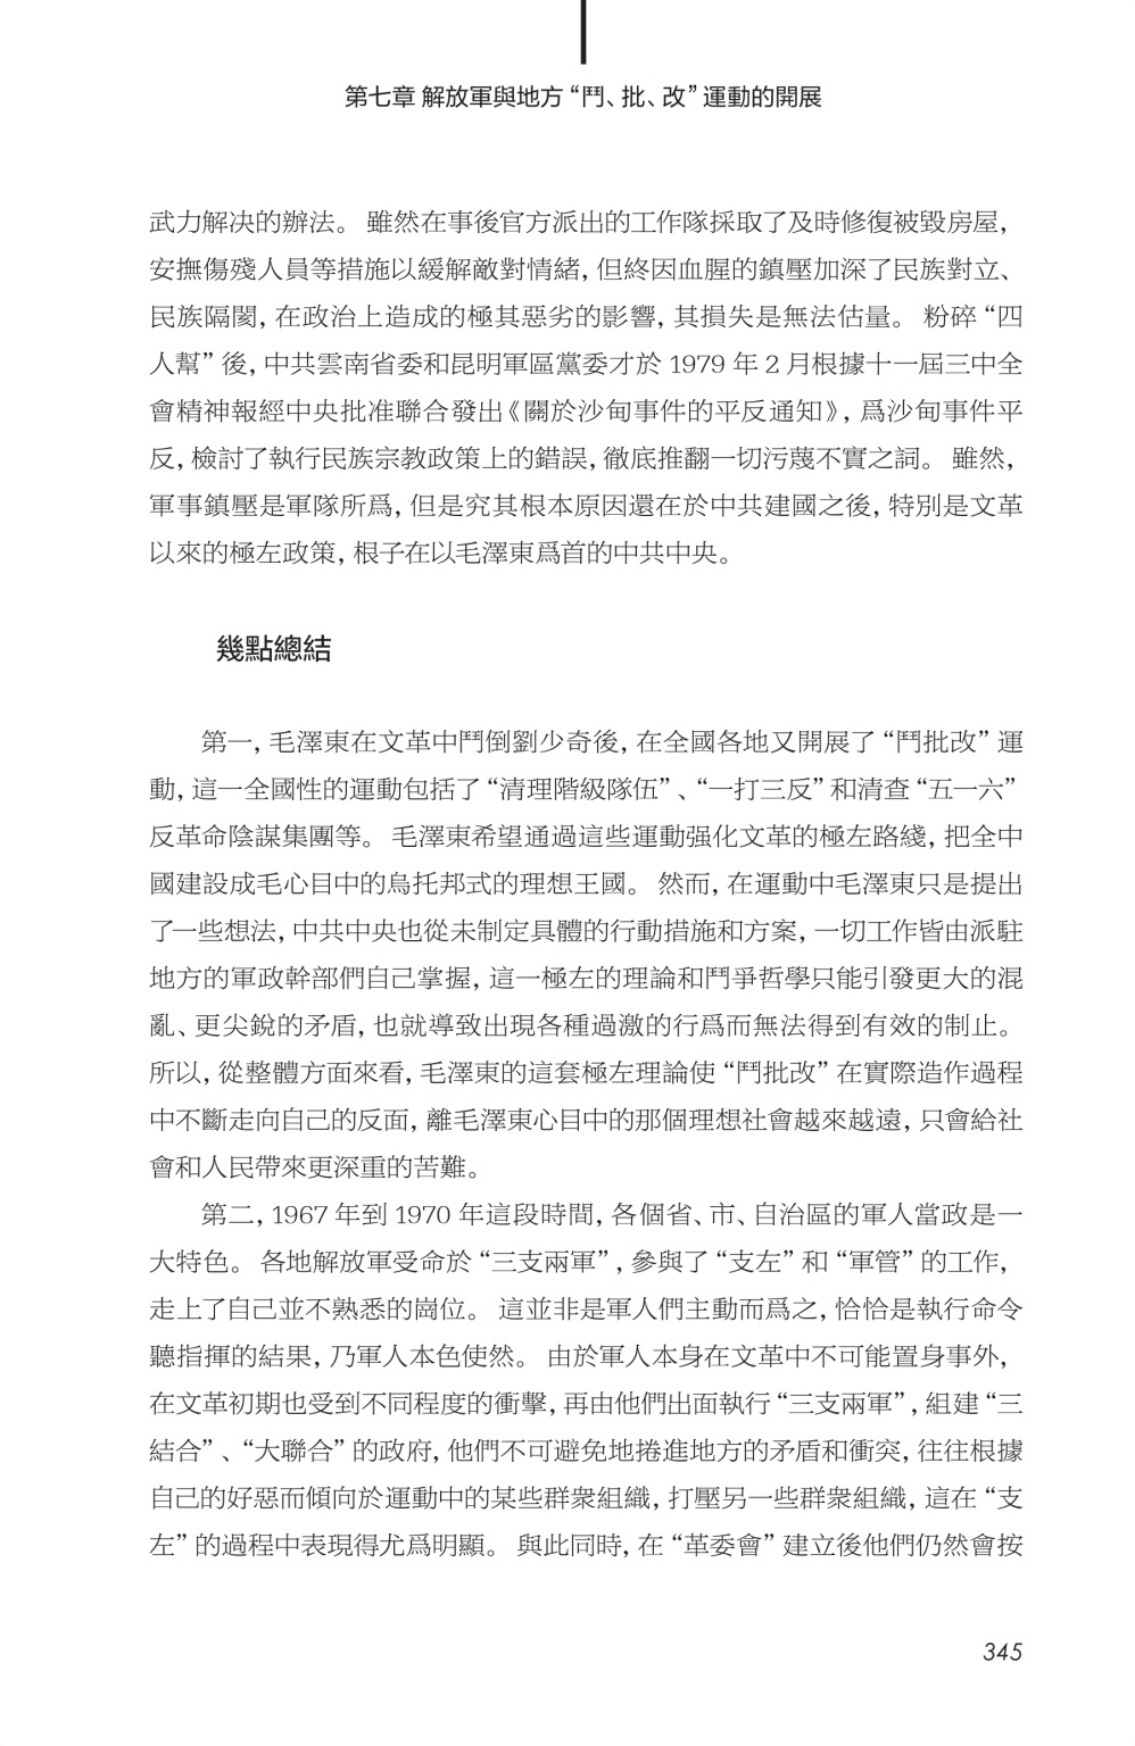 第七章 解放軍與地方“鬥、批、改”運動的開展
武力解决的辦法。 雖然在事後官方派出的工作隊採取了及時修復被毀房屋，
安撫傷殘人員等措施以緩解敵對情緒，但終因血腥的鎮壓加深了民族對立、
民族隔閡，在政治上造成的極其惡劣的影響，其損失是無法估量。 粉碎“四
人幫”後，中共雲南省委和昆明軍區黨委才於 1979 年 2 月根據十一屆三中全
會精神報經中央批准聯合發出《關於沙甸事件的平反通知》，爲沙甸事件平
反，檢討了執行民族宗教政策上的錯誤，徹底推翻一切污蔑不實之詞。 雖然，
軍事鎮壓是軍隊所爲，但是究其根本原因還在於中共建國之後，特別是文革
以來的極左政策，根子在以毛澤東爲首的中共中央。
幾點總結
第一，毛澤東在文革中鬥倒劉少奇後，在全國各地又開展了“鬥批改”運
動，這一全國性的運動包括了“清理階級隊伍”、“一打三反”和清查“五一六”
反革命陰謀集團等。 毛澤東希望通過這些運動强化文革的極左路綫，把全中
國建設成毛心目中的烏托邦式的理想王國。 然而，在運動中毛澤東只是提出
了一些想法，中共中央也從未制定具體的行動措施和方案，一切工作皆由派駐
地方的軍政幹部們自己掌握，這一極左的理論和鬥爭哲學只能引發更大的混
亂、更尖銳的矛盾，也就導致出現各種過激的行爲而無法得到有效的制止。
所以，從整體方面來看，毛澤東的這套極左理論使“鬥批改”在實際造作過程
中不斷走向自己的反面，離毛澤東心目中的那個理想社會越來越遠，只會給社
會和人民帶來更深重的苦難。
第二，1967 年到 1970 年這段時間，各個省、市、自治區的軍人當政是一
大特色。 各地解放軍受命於“三支兩軍”，參與了“支左”和“軍管”的工作，
走上了自己並不熟悉的崗位。 這並非是軍人們主動而爲之，恰恰是執行命令
聽指揮的結果，乃軍人本色使然。 由於軍人本身在文革中不可能置身事外，
在文革初期也受到不同程度的衝擊，再由他們出面執行“三支兩軍”，組建“三
結合”、“大聯合”的政府，他們不可避免地捲進地方的矛盾和衝突，往往根據
自己的好惡而傾向於運動中的某些群衆組織，打壓另一些群衆組織，這在“支
左”的過程中表現得尤爲明顯。 與此同時，在“革委會”建立後他們仍然會按
345